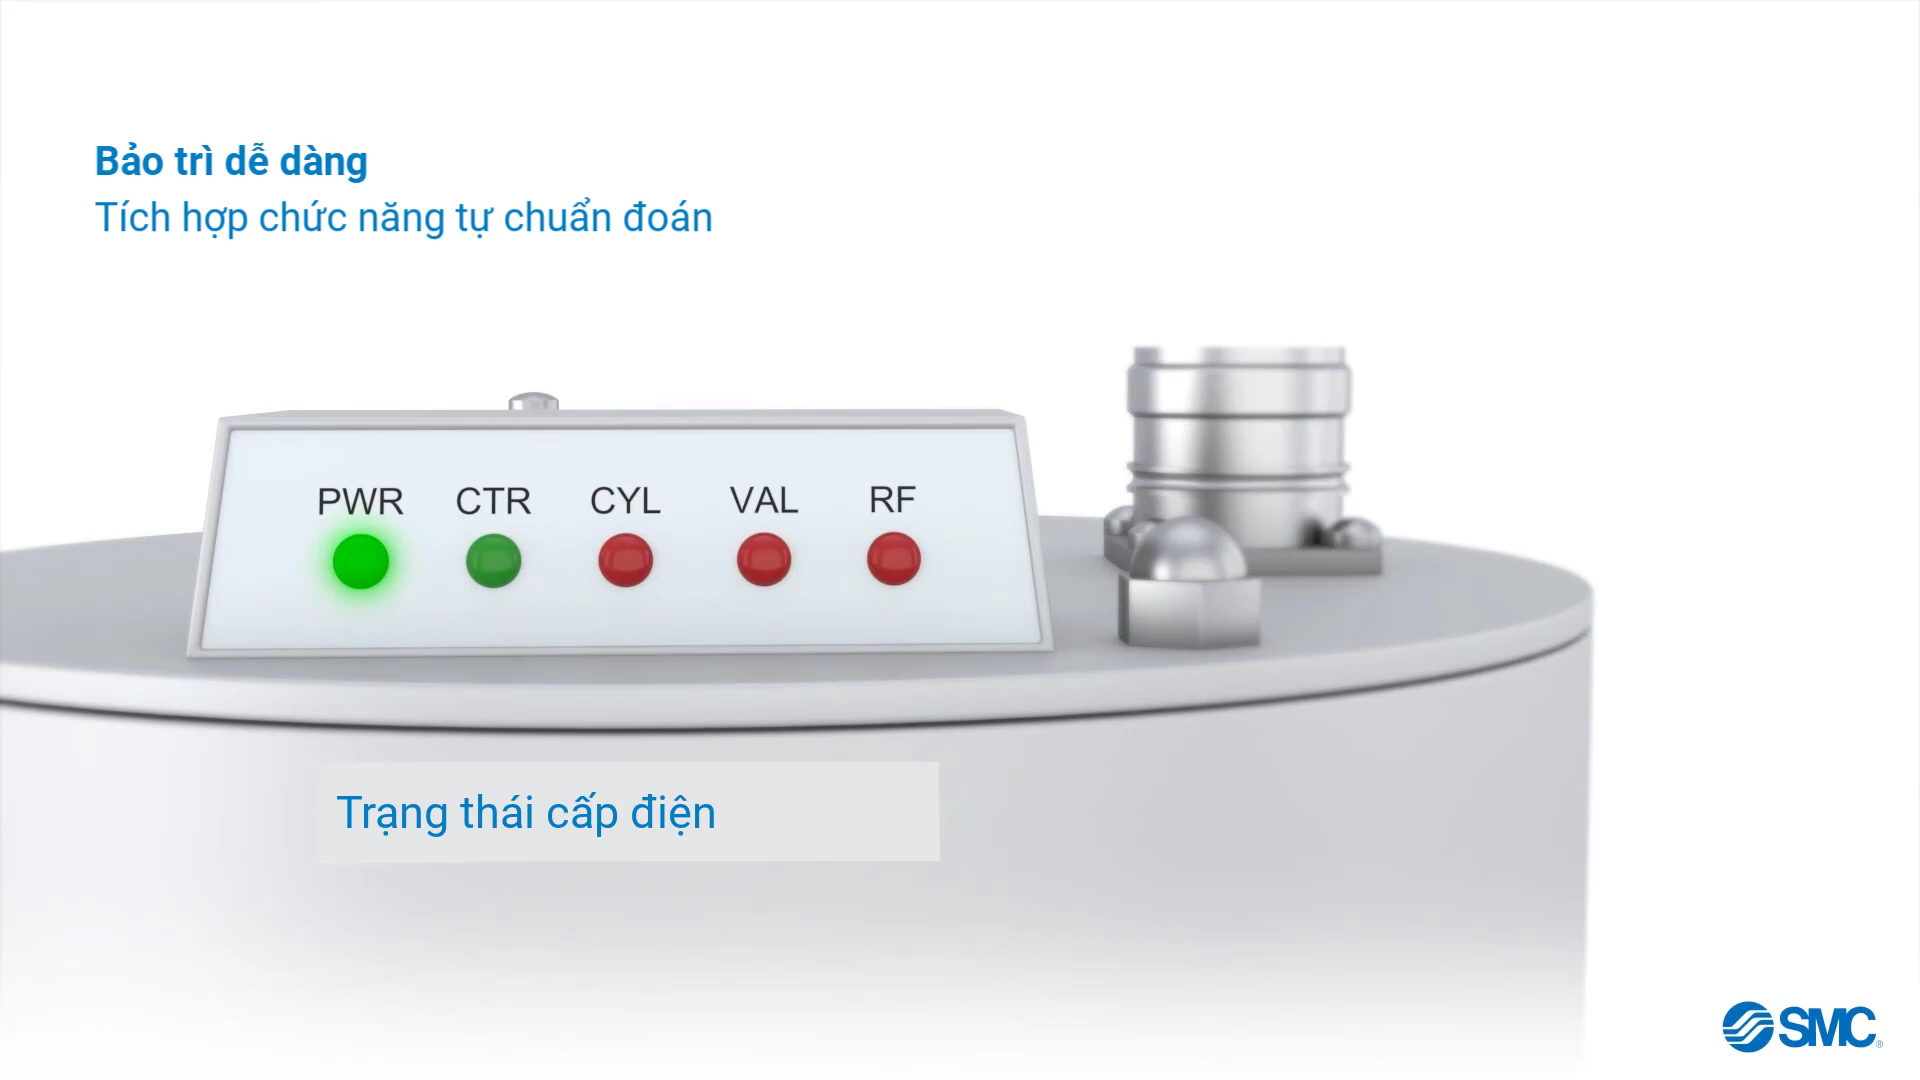 Bảo trì dễ dàng
Tích hợp chức năng tự chuẩn đoán
PWR CTR CYL VAL RF
Trạng thái cấp điện
SMC®